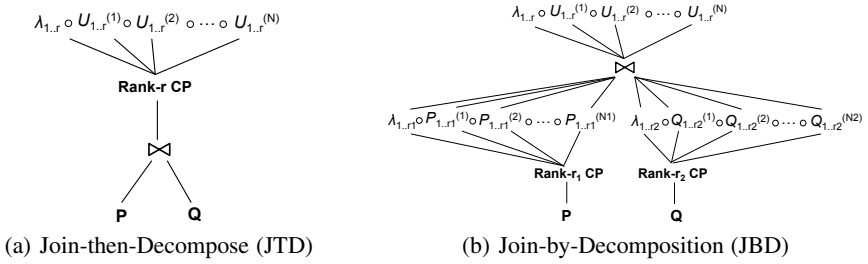 λ1..r ∘ U1..r(1) ∘ U1..r(2) ∘ ⋯ ∘ U1..r(N)
Rank-r CP
⋈
P Q
(a) Join-then-Decompose (JTD)
λ1..r ∘ U1..r(1) ∘ U1..r(2) ∘ ⋯ ∘ U1..r(N)
⋈
λ1..r1 ∘ P1..r1(1) ∘ P1..r1(2) ∘ ⋯ ∘ P1..r1(N1) λ1..r2 ∘ Q1..r2(1) ∘ Q1..r2(2) ∘ ⋯ ∘ Q1..r2(N2)
Rank-r1 CP Rank-r2 CP
P Q
(b) Join-by-Decomposition (JBD)